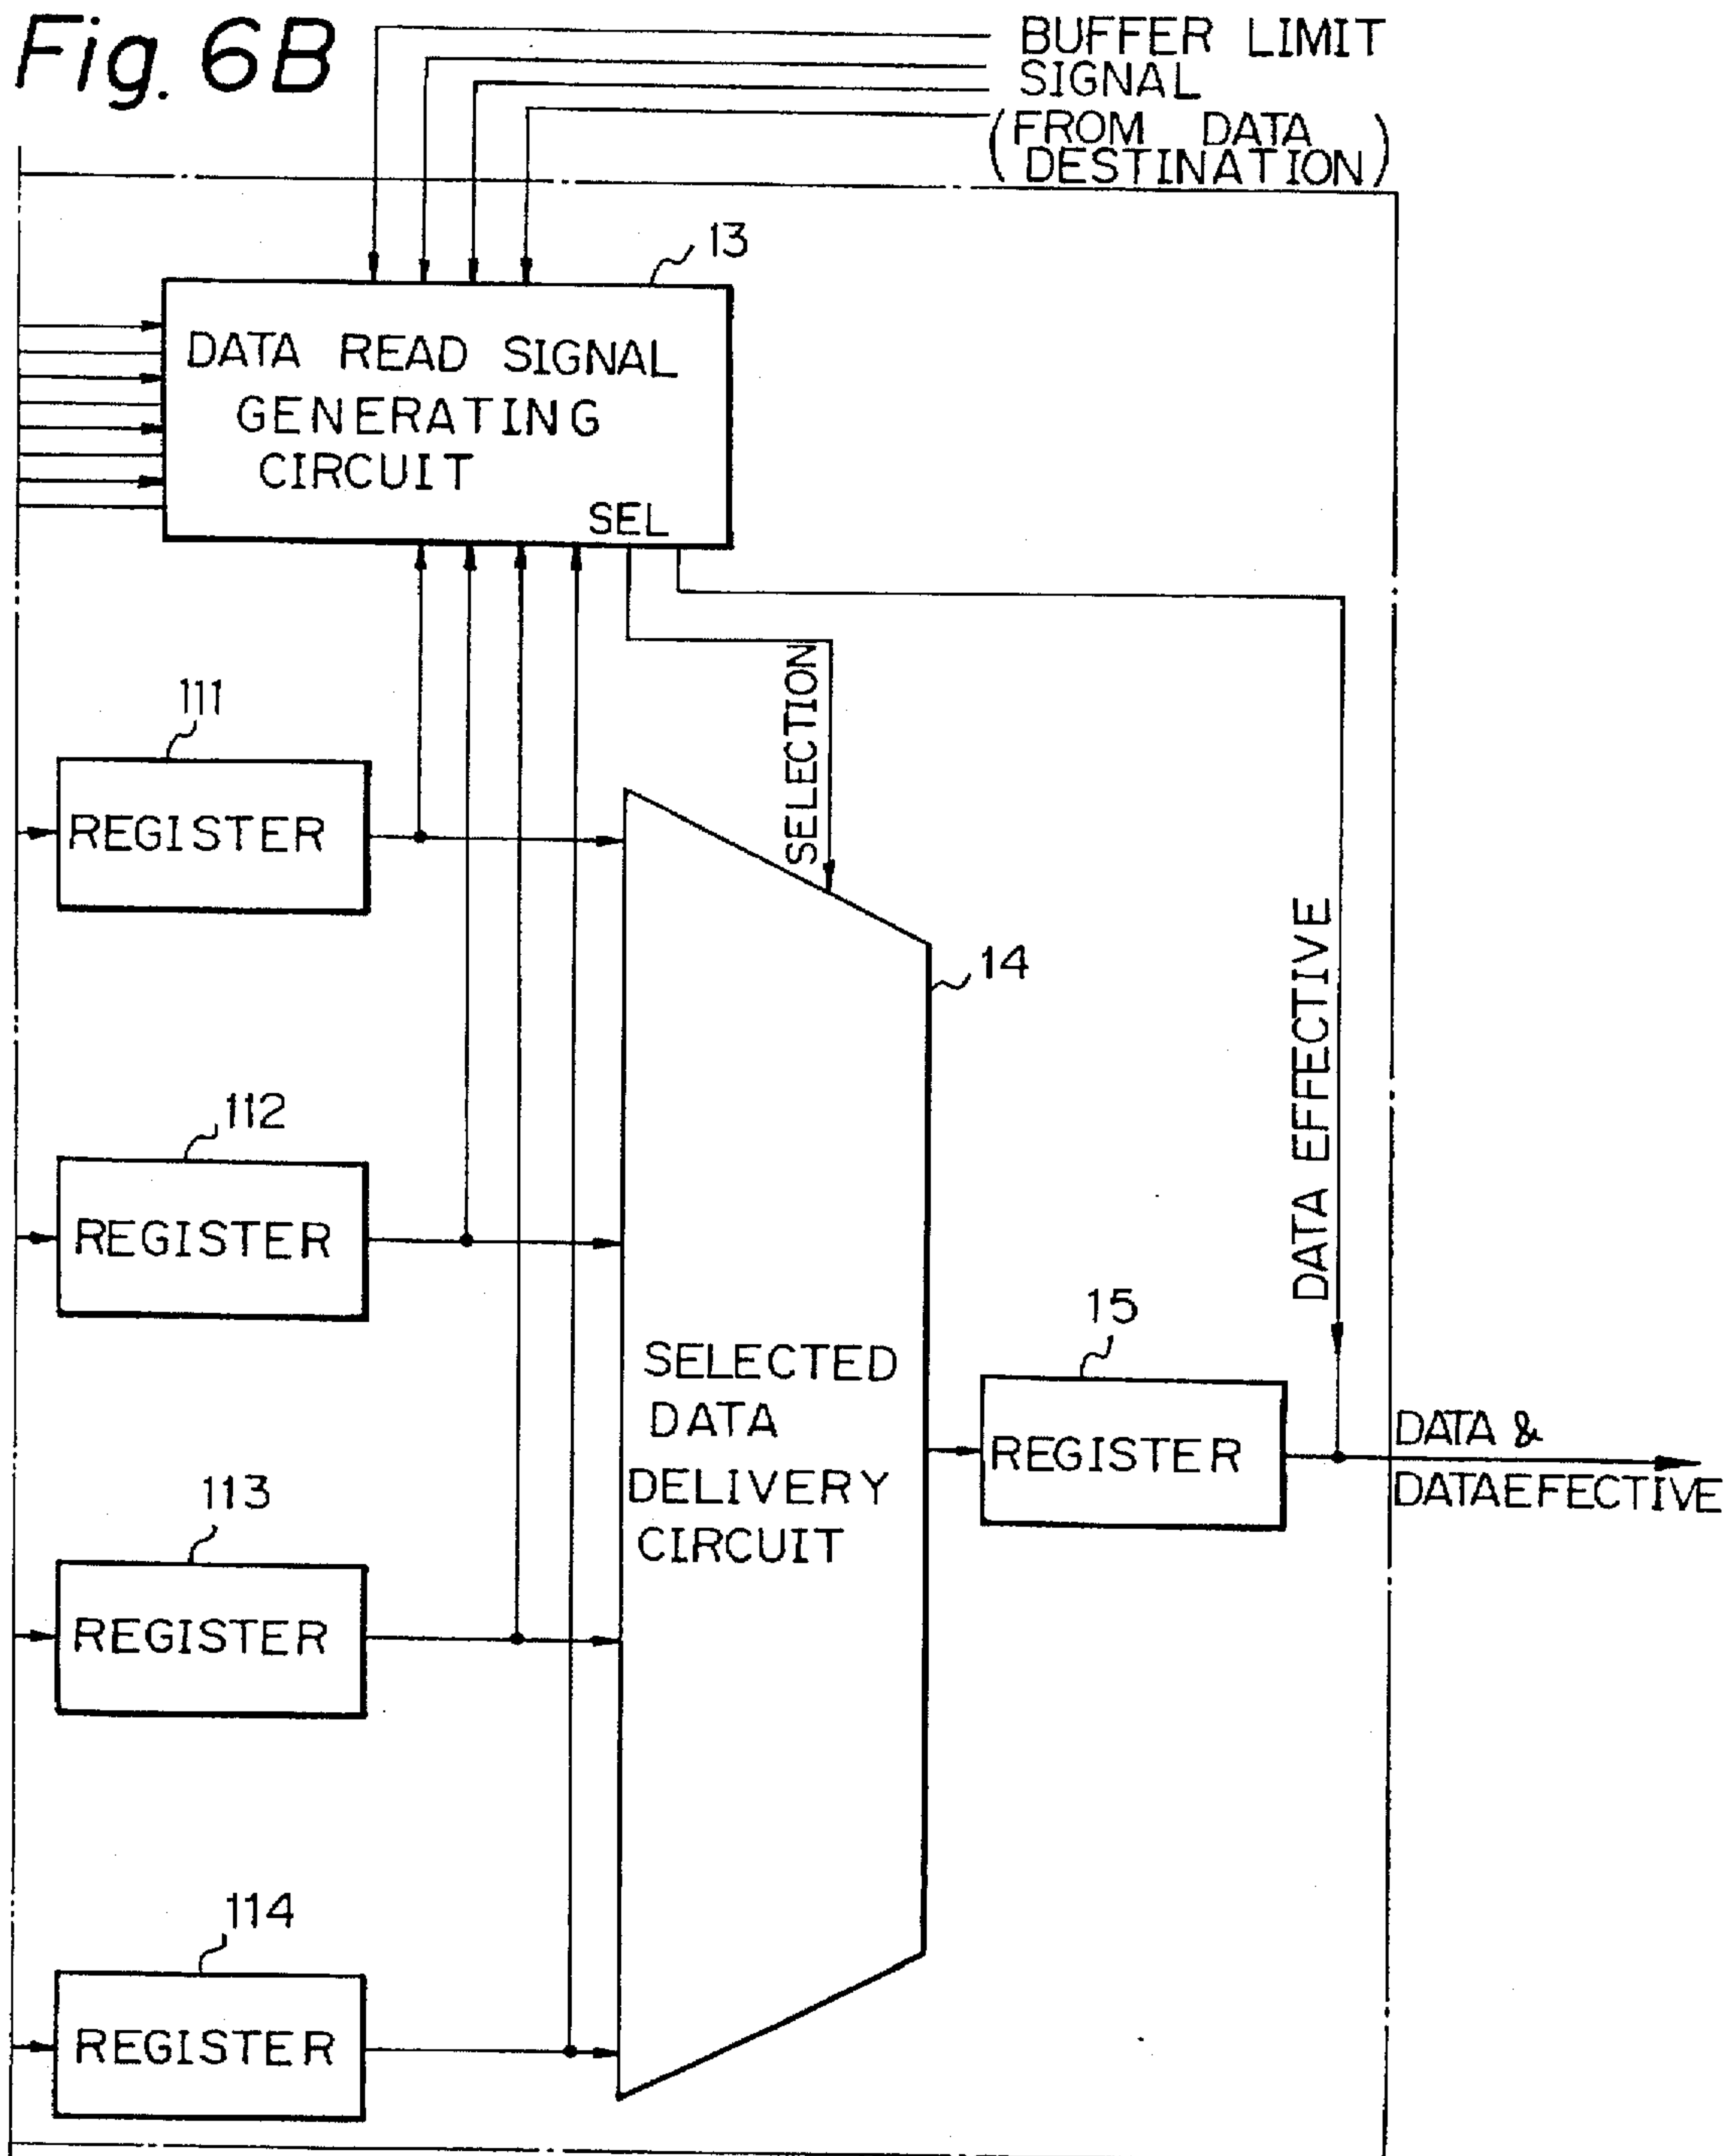 Fig. 6B
BUFFER LIMIT
SIGNAL
(FROM DATA
DESTINATION)
13
DATA READ SIGNAL
GENERATING
CIRCUIT
SEL
SELECTION
111
REGISTER
14
DATA EFFECTIVE
112
REGISTER
SELECTED
DATA
DELIVERY
CIRCUIT
15
REGISTER
DATA &
DATAEFECTIVE
113
REGISTER
114
REGISTER